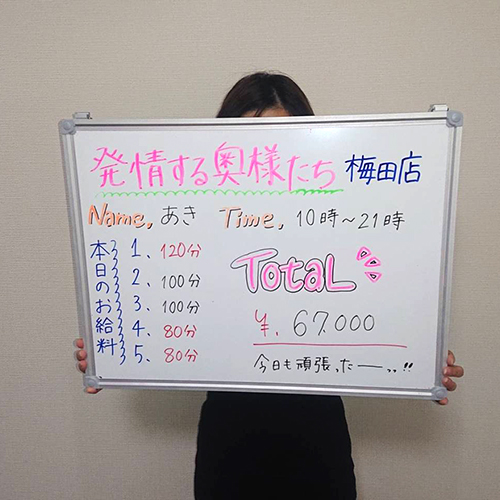 発情する奥様たち 梅田店
Name, あき Time, 10時～21時
本日のお給料
1、120分
2、100分
3、100分
4、80分
5、80分
TotaL
¥、67,000
今日も頑張ったー、、!!